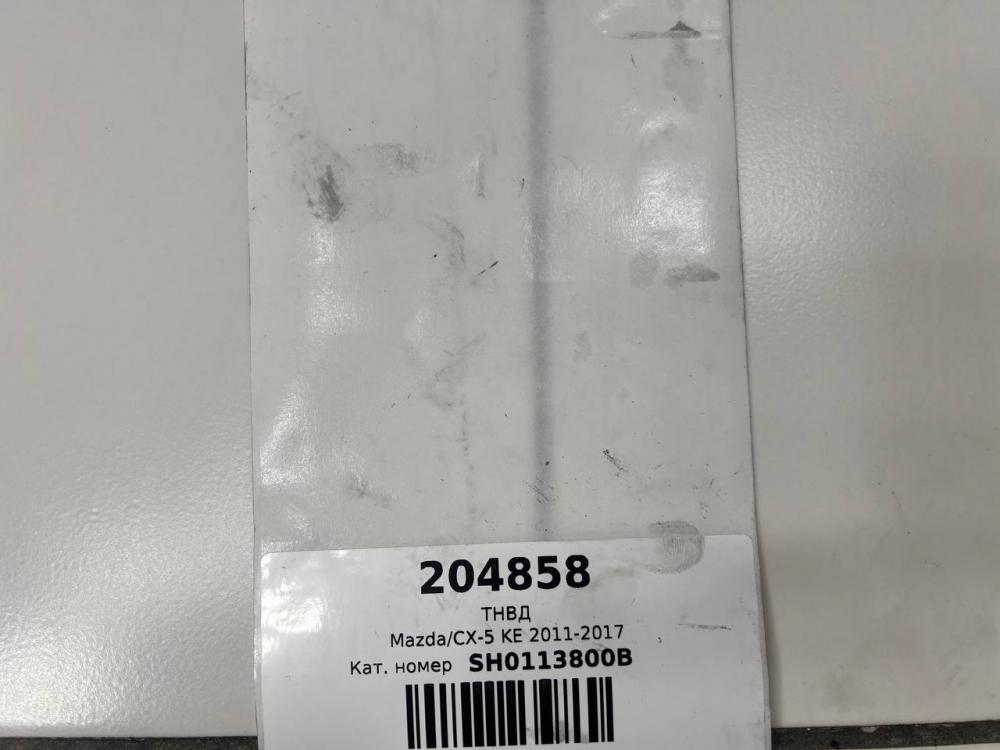 204858
ТНВД
Mazda/CX-5 KE 2011-2017
Кат. номер SH0113800B